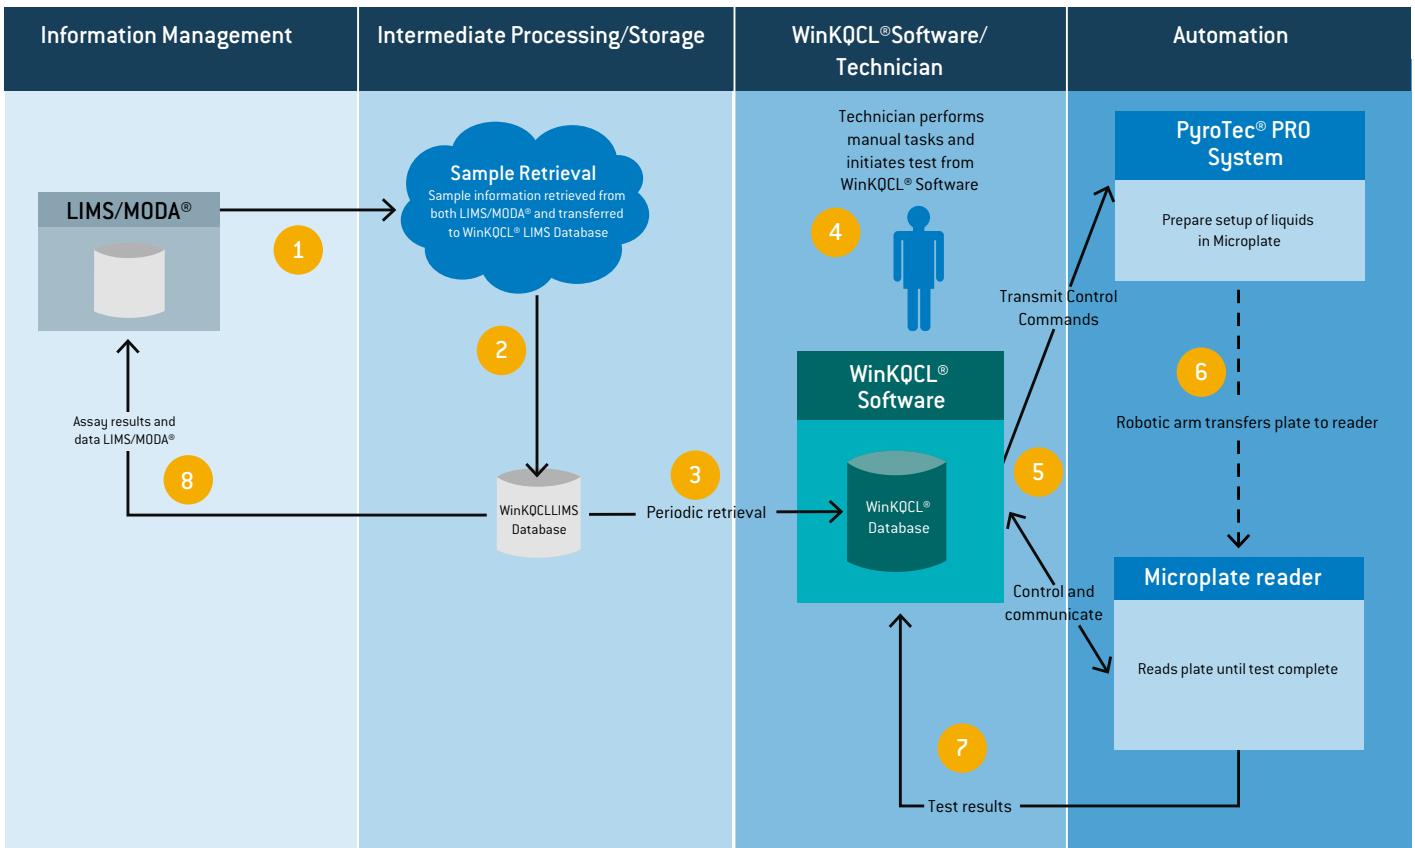 Information Management
Intermediate Processing/Storage
WinKQCL®Software/
Technician
Automation
LIMS/MODA®
1
Sample Retrieval
Sample information retrieved from
both LIMS/MODA® and transferred
to WinKQCL® LIMS Database
2
WinKQCLLIMS
Database
3
Periodic retrieval
Technician performs
manual tasks and
initiates test from
WinKQCL® Software
4
WinKQCL®
Software
WinKQCL®
Database
Transmit Control
Commands
5
Control and
communicate
PyroTec® PRO
System
Prepare setup of liquids
in Microplate
6
Robotic arm transfers plate to reader
Microplate reader
Reads plate until test complete
7
Test results
Assay results and
data LIMS/MODA®
8